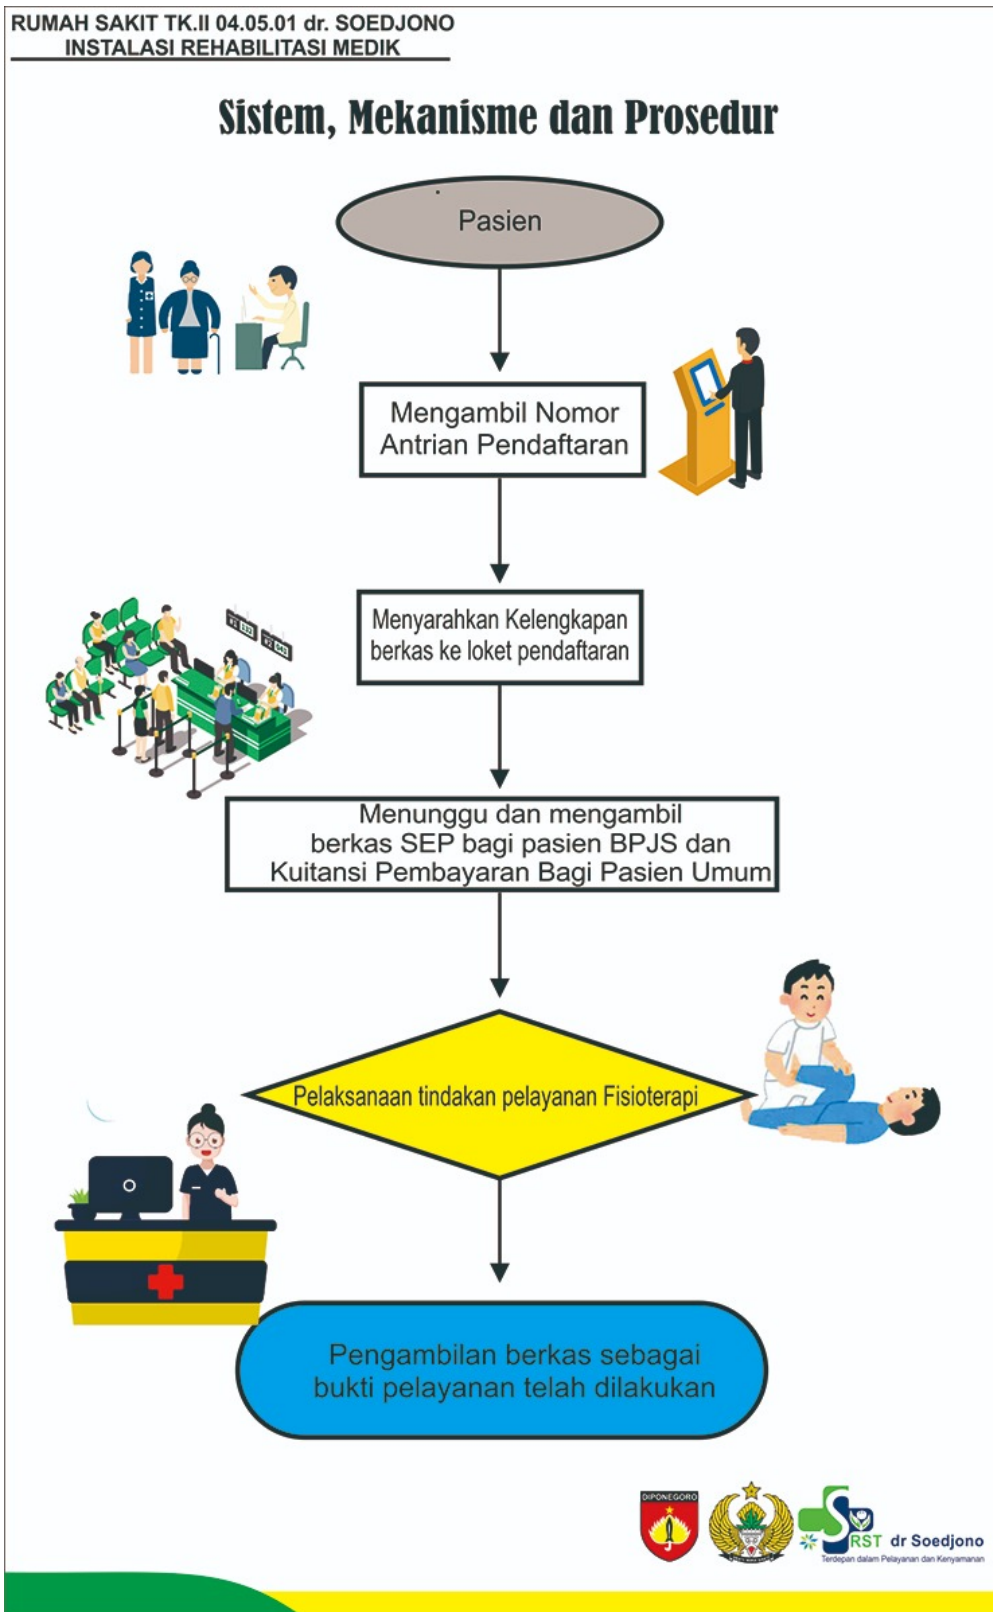 RUMAH SAKIT TK.II 04.05.01 dr. SOEDJONO
INSTALASI REHABILITASI MEDIK
Sistem, Mekanisme dan Prosedur
Pasien
Mengambil Nomor
Antrian Pendaftaran
Menyarahkan Kelengkapan
berkas ke loket pendaftaran
Menunggu dan mengambil
berkas SEP bagi pasien BPJS dan
Kuitansi Pembayaran Bagi Pasien Umum
Pelaksanaan tindakan pelayanan Fisioterapi
Pengambilan berkas sebagai
bukti pelayanan telah dilakukan
DIPONEGORO
RST dr Soedjono
Terdepan dalam Pelayanan dan Kenyamanan